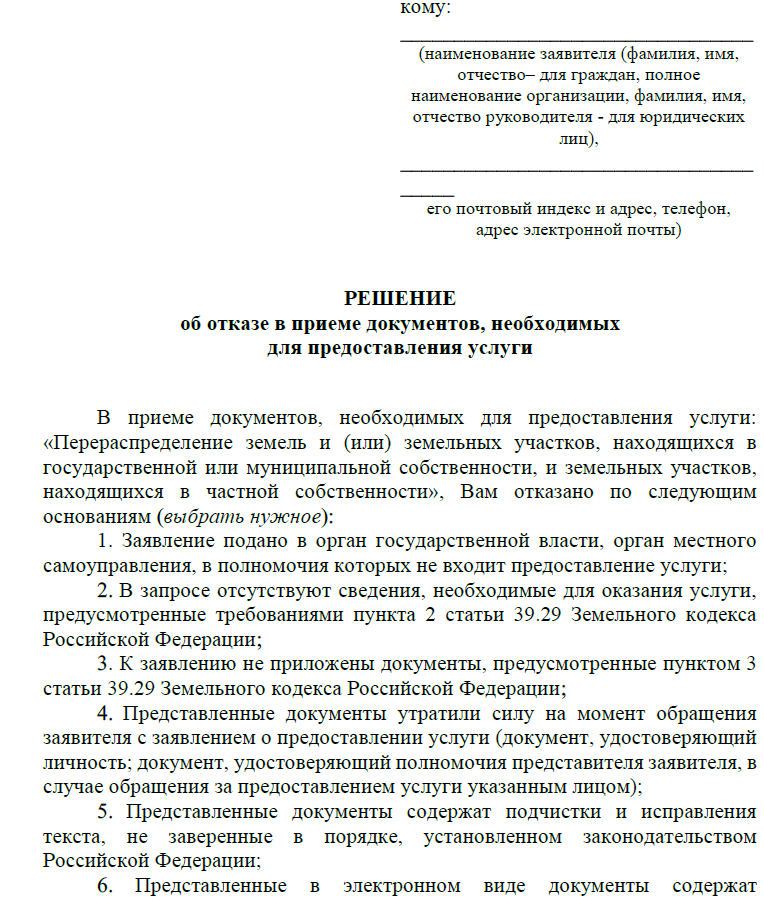 кому:
(наименование заявителя (фамилия, имя,
отчество– для граждан, полное
наименование организации, фамилия, имя,
отчество руководителя - для юридических
лиц),
его почтовый индекс и адрес, телефон,
адрес электронной почты)
РЕШЕНИЕ
об отказе в приеме документов, необходимых
для предоставления услуги
В приеме документов, необходимых для предоставления услуги:
«Перераспределение земель и (или) земельных участков, находящихся в
государственной или муниципальной собственности, и земельных участков,
находящихся в частной собственности», Вам отказано по следующим
основаниям (выбрать нужное):
1. Заявление подано в орган государственной власти, орган местного
самоуправления, в полномочия которых не входит предоставление услуги;
2. В запросе отсутствуют сведения, необходимые для оказания услуги,
предусмотренные требованиями пункта 2 статьи 39.29 Земельного кодекса
Российской Федерации;
3. К заявлению не приложены документы, предусмотренные пунктом 3
статьи 39.29 Земельного кодекса Российской Федерации;
4. Представленные документы утратили силу на момент обращения
заявителя с заявлением о предоставлении услуги (документ, удостоверяющий
личность; документ, удостоверяющий полномочия представителя заявителя, в
случае обращения за предоставлением услуги указанным лицом);
5. Представленные документы содержат подчистки и исправления
текста, не заверенные в порядке, установленном законодательством
Российской Федерации;
6. Представленные в электронном виде документы содержат